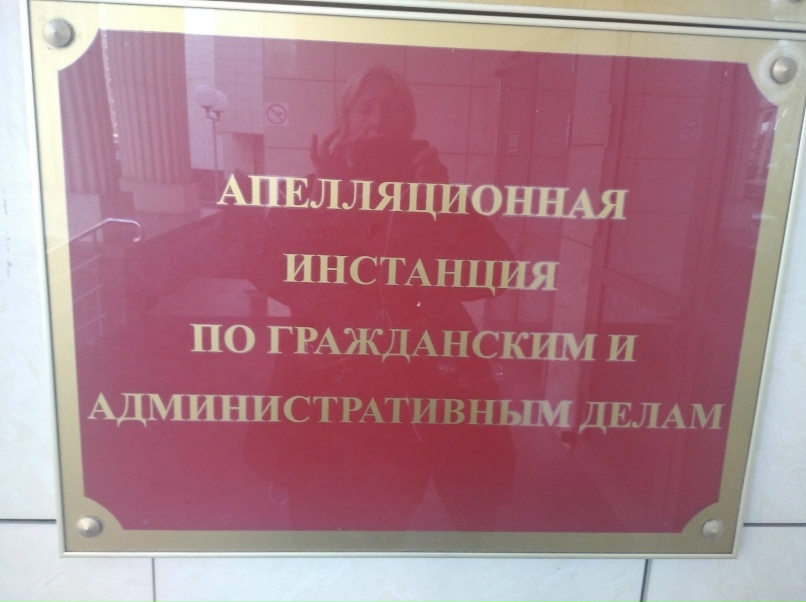 АПЕЛЛЯЦИОННАЯ
ИНСТАНЦИЯ
ПО ГРАЖДАНСКИМ И
АДМИНИСТРАТИВНЫМ ДЕЛАМ